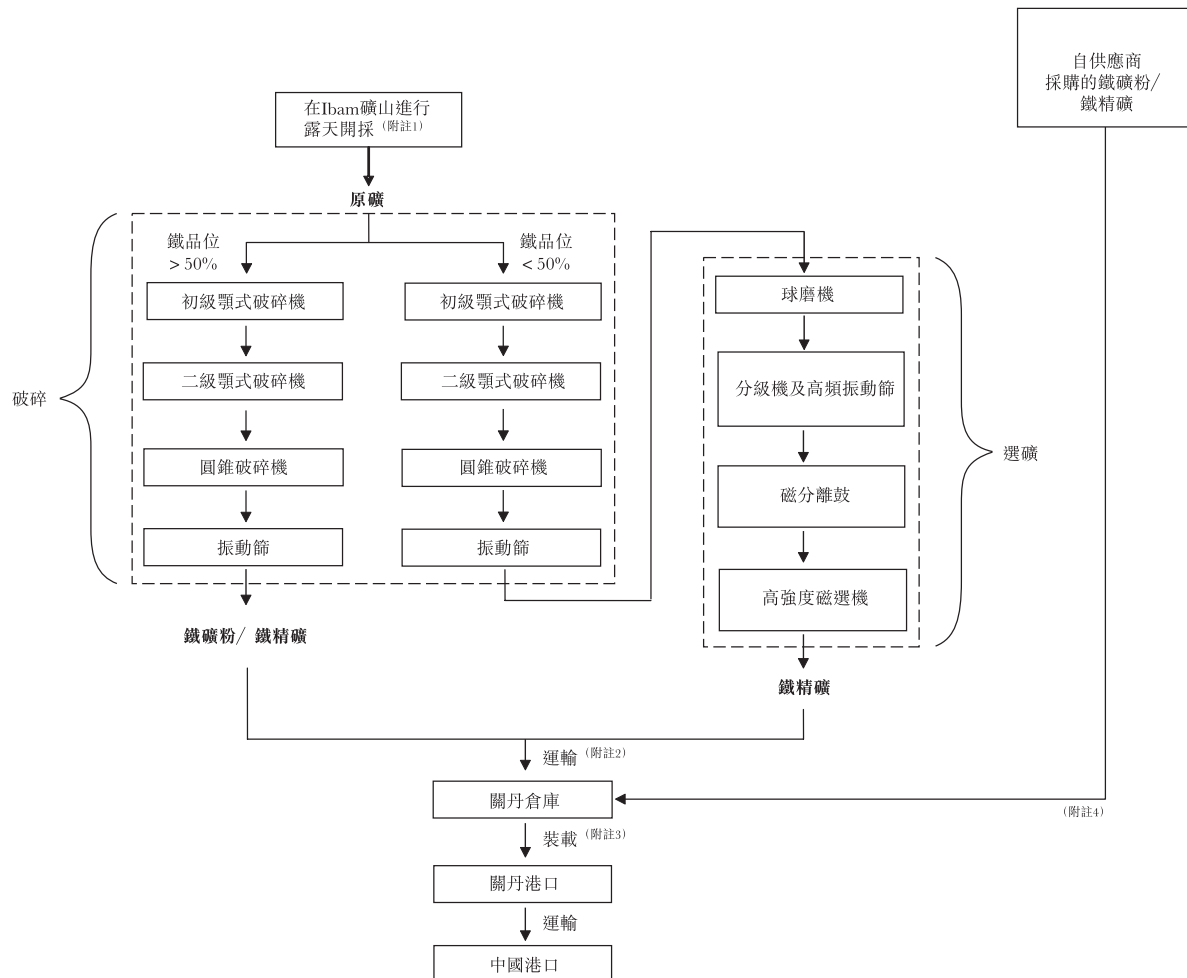 自供應商
採購的鐵礦粉/
鐵精礦
在Ibam礦山進行
露天開採(附註1)
原礦
鐵品位
> 50%
鐵品位
< 50%
初級顎式破碎機
初級顎式破碎機
球磨機
二級顎式破碎機
二級顎式破碎機
分級機及高頻振動篩
破碎
選礦
圓錐破碎機
圓錐破碎機
磁分離鼓
振動篩
振動篩
高強度磁選機
鐵礦粉/ 鐵精礦
鐵精礦
運輸(附註2)
關丹倉庫
(附註4)
裝載(附註3)
關丹港口
運輸
中國港口